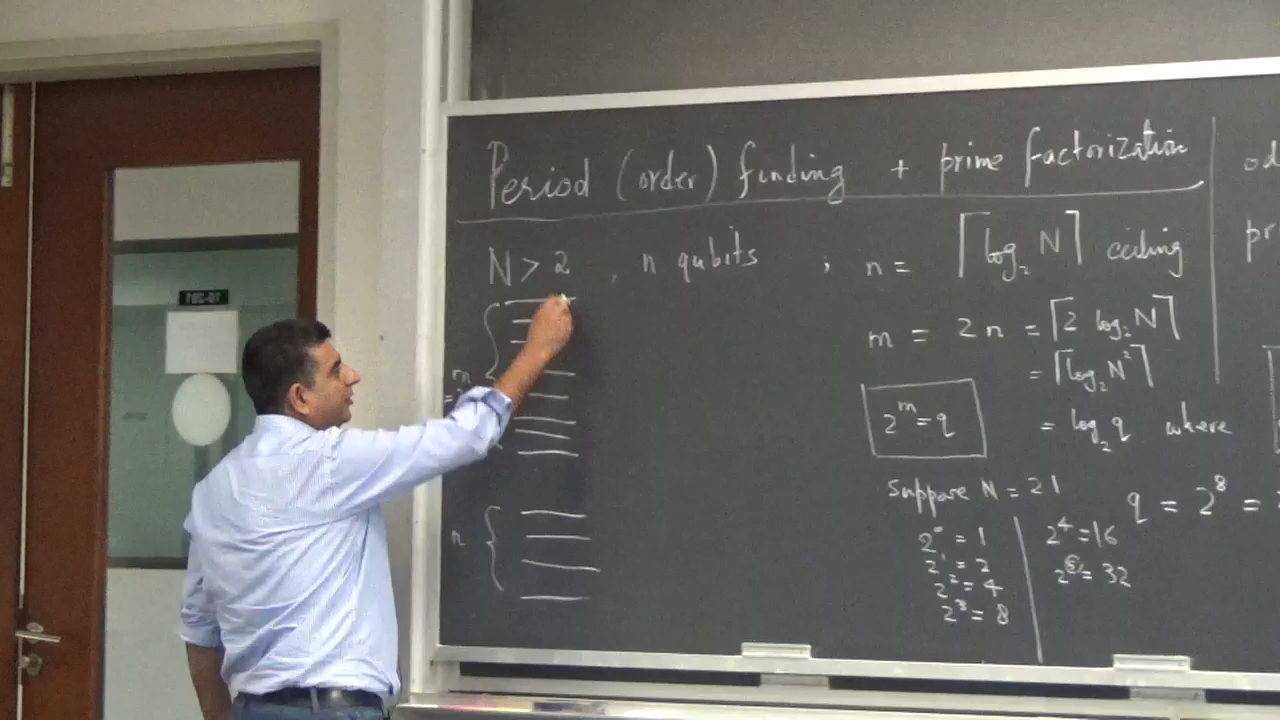 Period (order) finding + prime factorization
N > 2 , n qubits ; n = ⌈log₂ N⌉ ceiling
m = 2n = ⌈2 log₂ N⌉
= ⌈log₂ N²⌉
2^m = q
= log₂ q where
m
=
n
suppose N = 21
q = 2⁸ =
2⁰ = 1
2¹ = 2
2² = 4
2³ = 8
2⁴ = 16
2⁵ = 32
od
pr